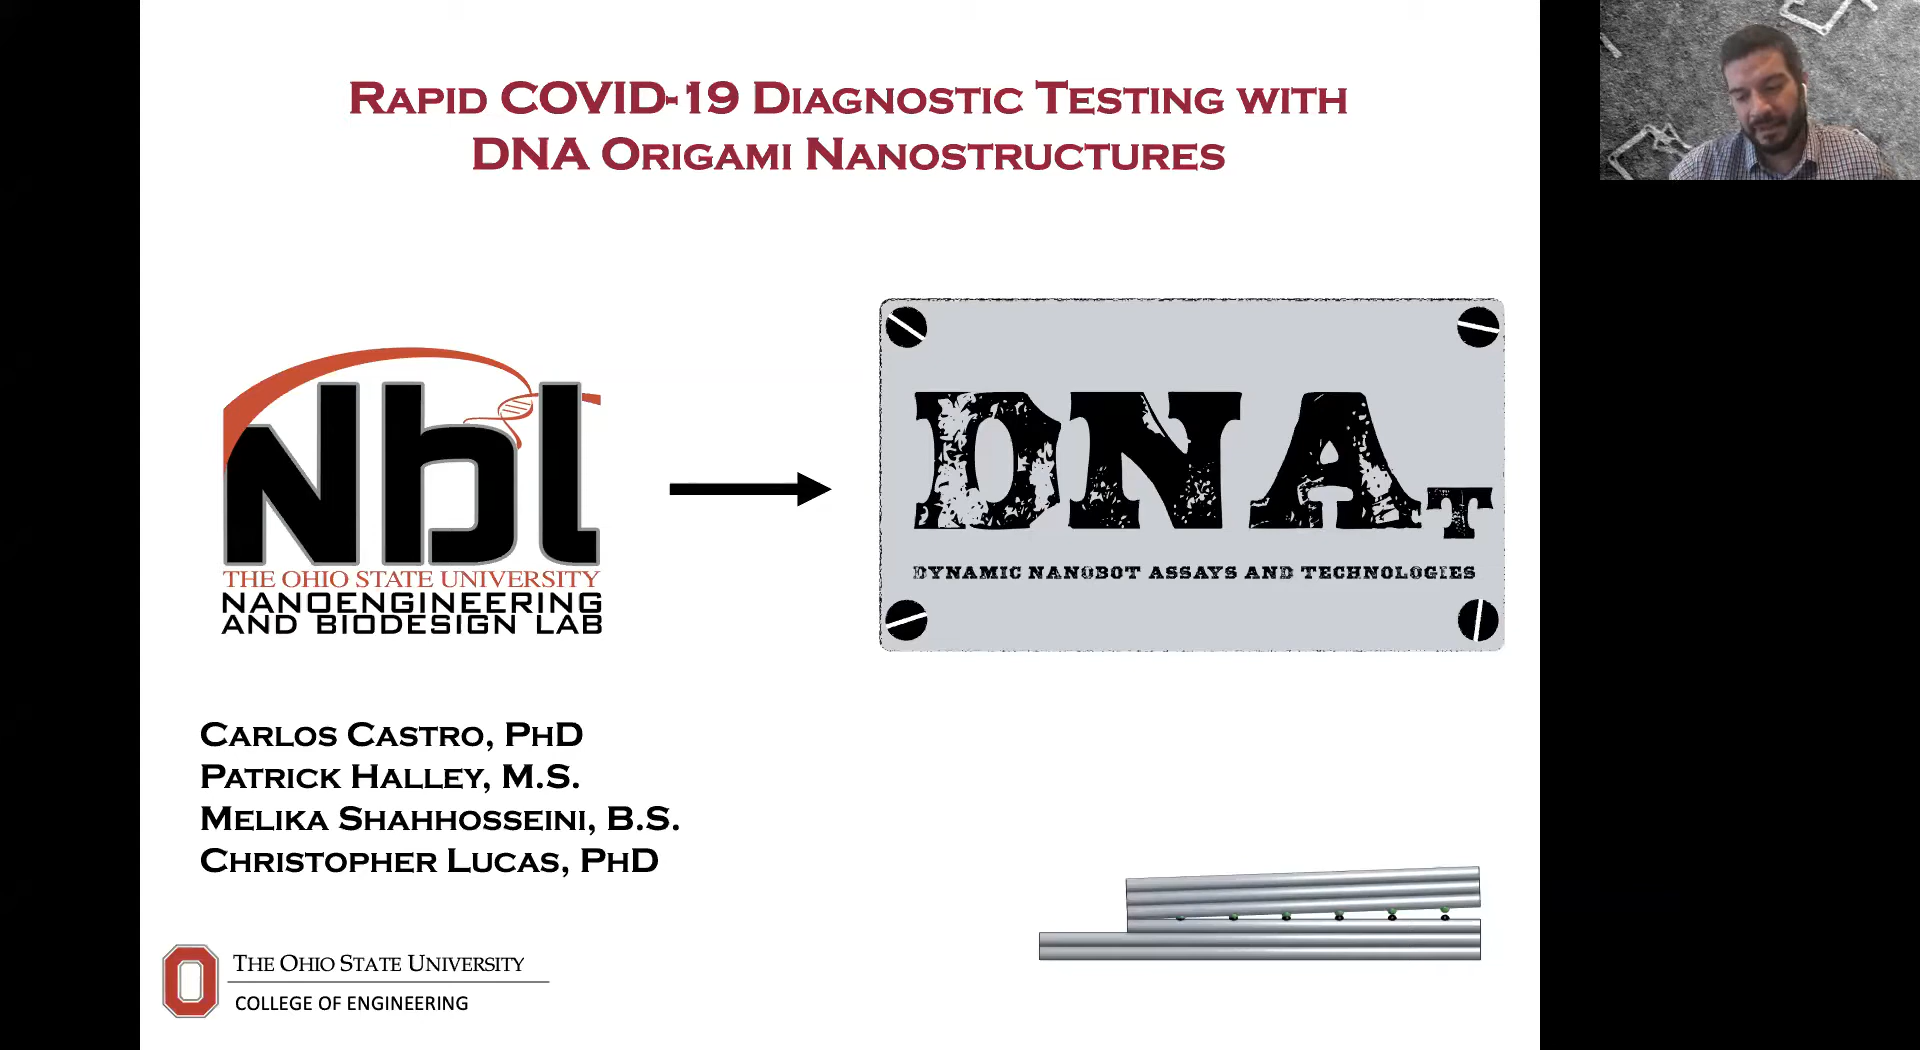 RAPID COVID-19 DIAGNOSTIC TESTING WITH
DNA ORIGAMI NANOSTRUCTURES
Nbl
THE OHIO STATE UNIVERSITY
NANOENGINEERING
AND BIODESIGN LAB
DNAT
DYNAMIC NANOBOT ASSAYS AND TECHNOLOGIES
CARLOS CASTRO, PHD
PATRICK HALLEY, M.S.
MELIKA SHAHHOSSEINI, B.S.
CHRISTOPHER LUCAS, PHD
THE OHIO STATE UNIVERSITY
COLLEGE OF ENGINEERING